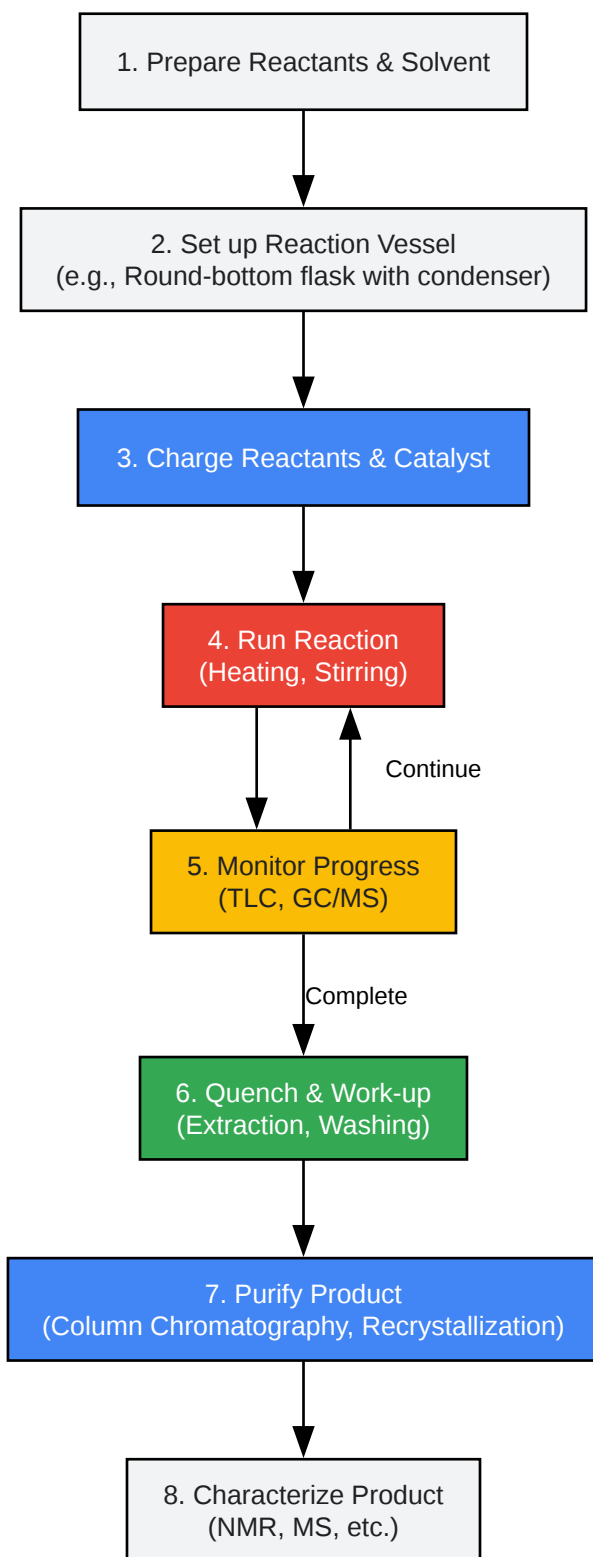 1. Prepare Reactants & Solvent
2. Set up Reaction Vessel
(e.g., Round-bottom flask with condenser)
3. Charge Reactants & Catalyst
4. Run Reaction
(Heating, Stirring)
Continue
5. Monitor Progress
(TLC, GC/MS)
Complete
6. Quench & Work-up
(Extraction, Washing)
7. Purify Product
(Column Chromatography, Recrystallization)
8. Characterize Product
(NMR, MS, etc.)